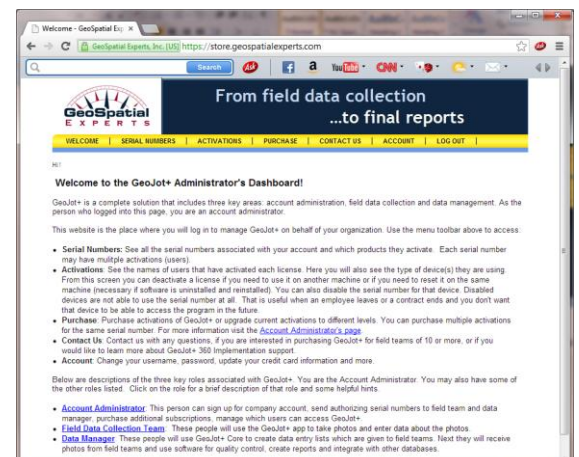 Welcome - GeoSpatial Exp
GeoSpatial Experts, Inc. [US] https://store.geospatialexperts.com
Search
Ask
f
a
You Tube
CNN
GeoSpatial
EXPERTS
From field data collection
...to final reports
WELCOME | SERIAL NUMBERS | ACTIVATIONS | PURCHASE | CONTACT US | ACCOUNT | LOG OUT |
Hi!
Welcome to the GeoJot+ Administrator's Dashboard!
GeoJot+ is a complete solution that includes three key areas: account administration, field data collection and data management. As the
person who logged into this page, you are an account administrator.
This website is the place where you will log in to manage GeoJot+ on behalf of your organization. Use the menu toolbar above to access:
• Serial Numbers: See all the serial numbers associated with your account and which products they activate. Each serial number
may have mulitple activations (users).
• Activations: See the names of users that have activated each license. Here you will also see the type of device(s) they are using.
From this screen you can deactivate a license if you need to use it on another machine or if you need to reset it on the same
machine (necessary if software is uninstalled and reinstalled). You can also disable the serial number for that device. Disabled
devices are not able to use the serial number at all. That is useful when an employee leaves or a contract ends and you don't want
that device to be able to access the program in the future.
• Purchase: Purchase activations of GeoJot+ or upgrade current activations to different levels. You can purchase multiple activations
for the same serial number. For more information visit the Account Administrator's page.
• Contact Us: Contact us with any questions, if you are interested in purchasing GeoJot+ for field teams of 10 or more, or if you
would like to learn more about GeoJot+ 360 Implementation support.
• Account: Change your username, password, update your credit card information and more.
Below are descriptions of the three key roles associated with GeoJot+. You are the Account Administrator. You may also have some of
the other roles listed. Click on the role for a brief description of that role and some helpful hints.
• Account Administrator: This person can sign up for company account, send authorizing serial numbers to field team and data
manager, purchase additional subscriptions, manage which users can access GeoJot+.
• Field Data Collection Team: These people will use the GeoJot+ app to take photos and enter data about the photos.
• Data Manager: These people will use GeoJot+ Core to create data entry lists which are given to field teams. Next they will receive
photos from field teams and use software for quality control, create reports and integrate with other databases.